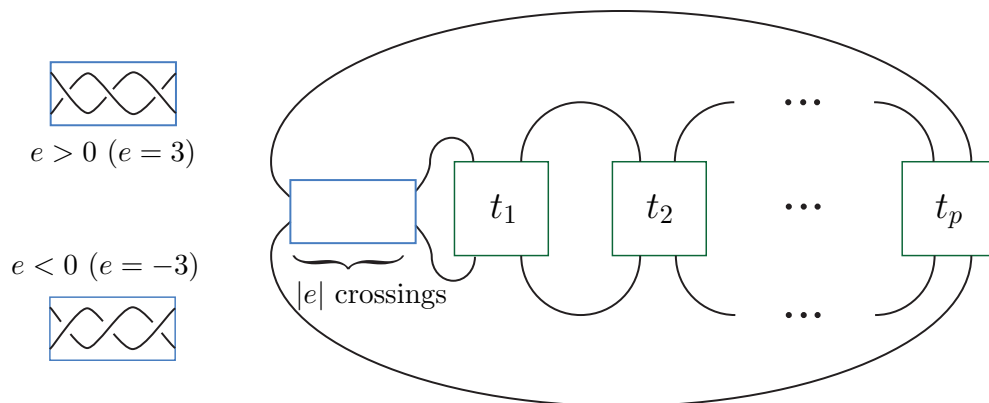 e > 0 (e = 3)
e < 0 (e = −3)
|e| crossings
t₁
t₂
···
···
···
tₚ